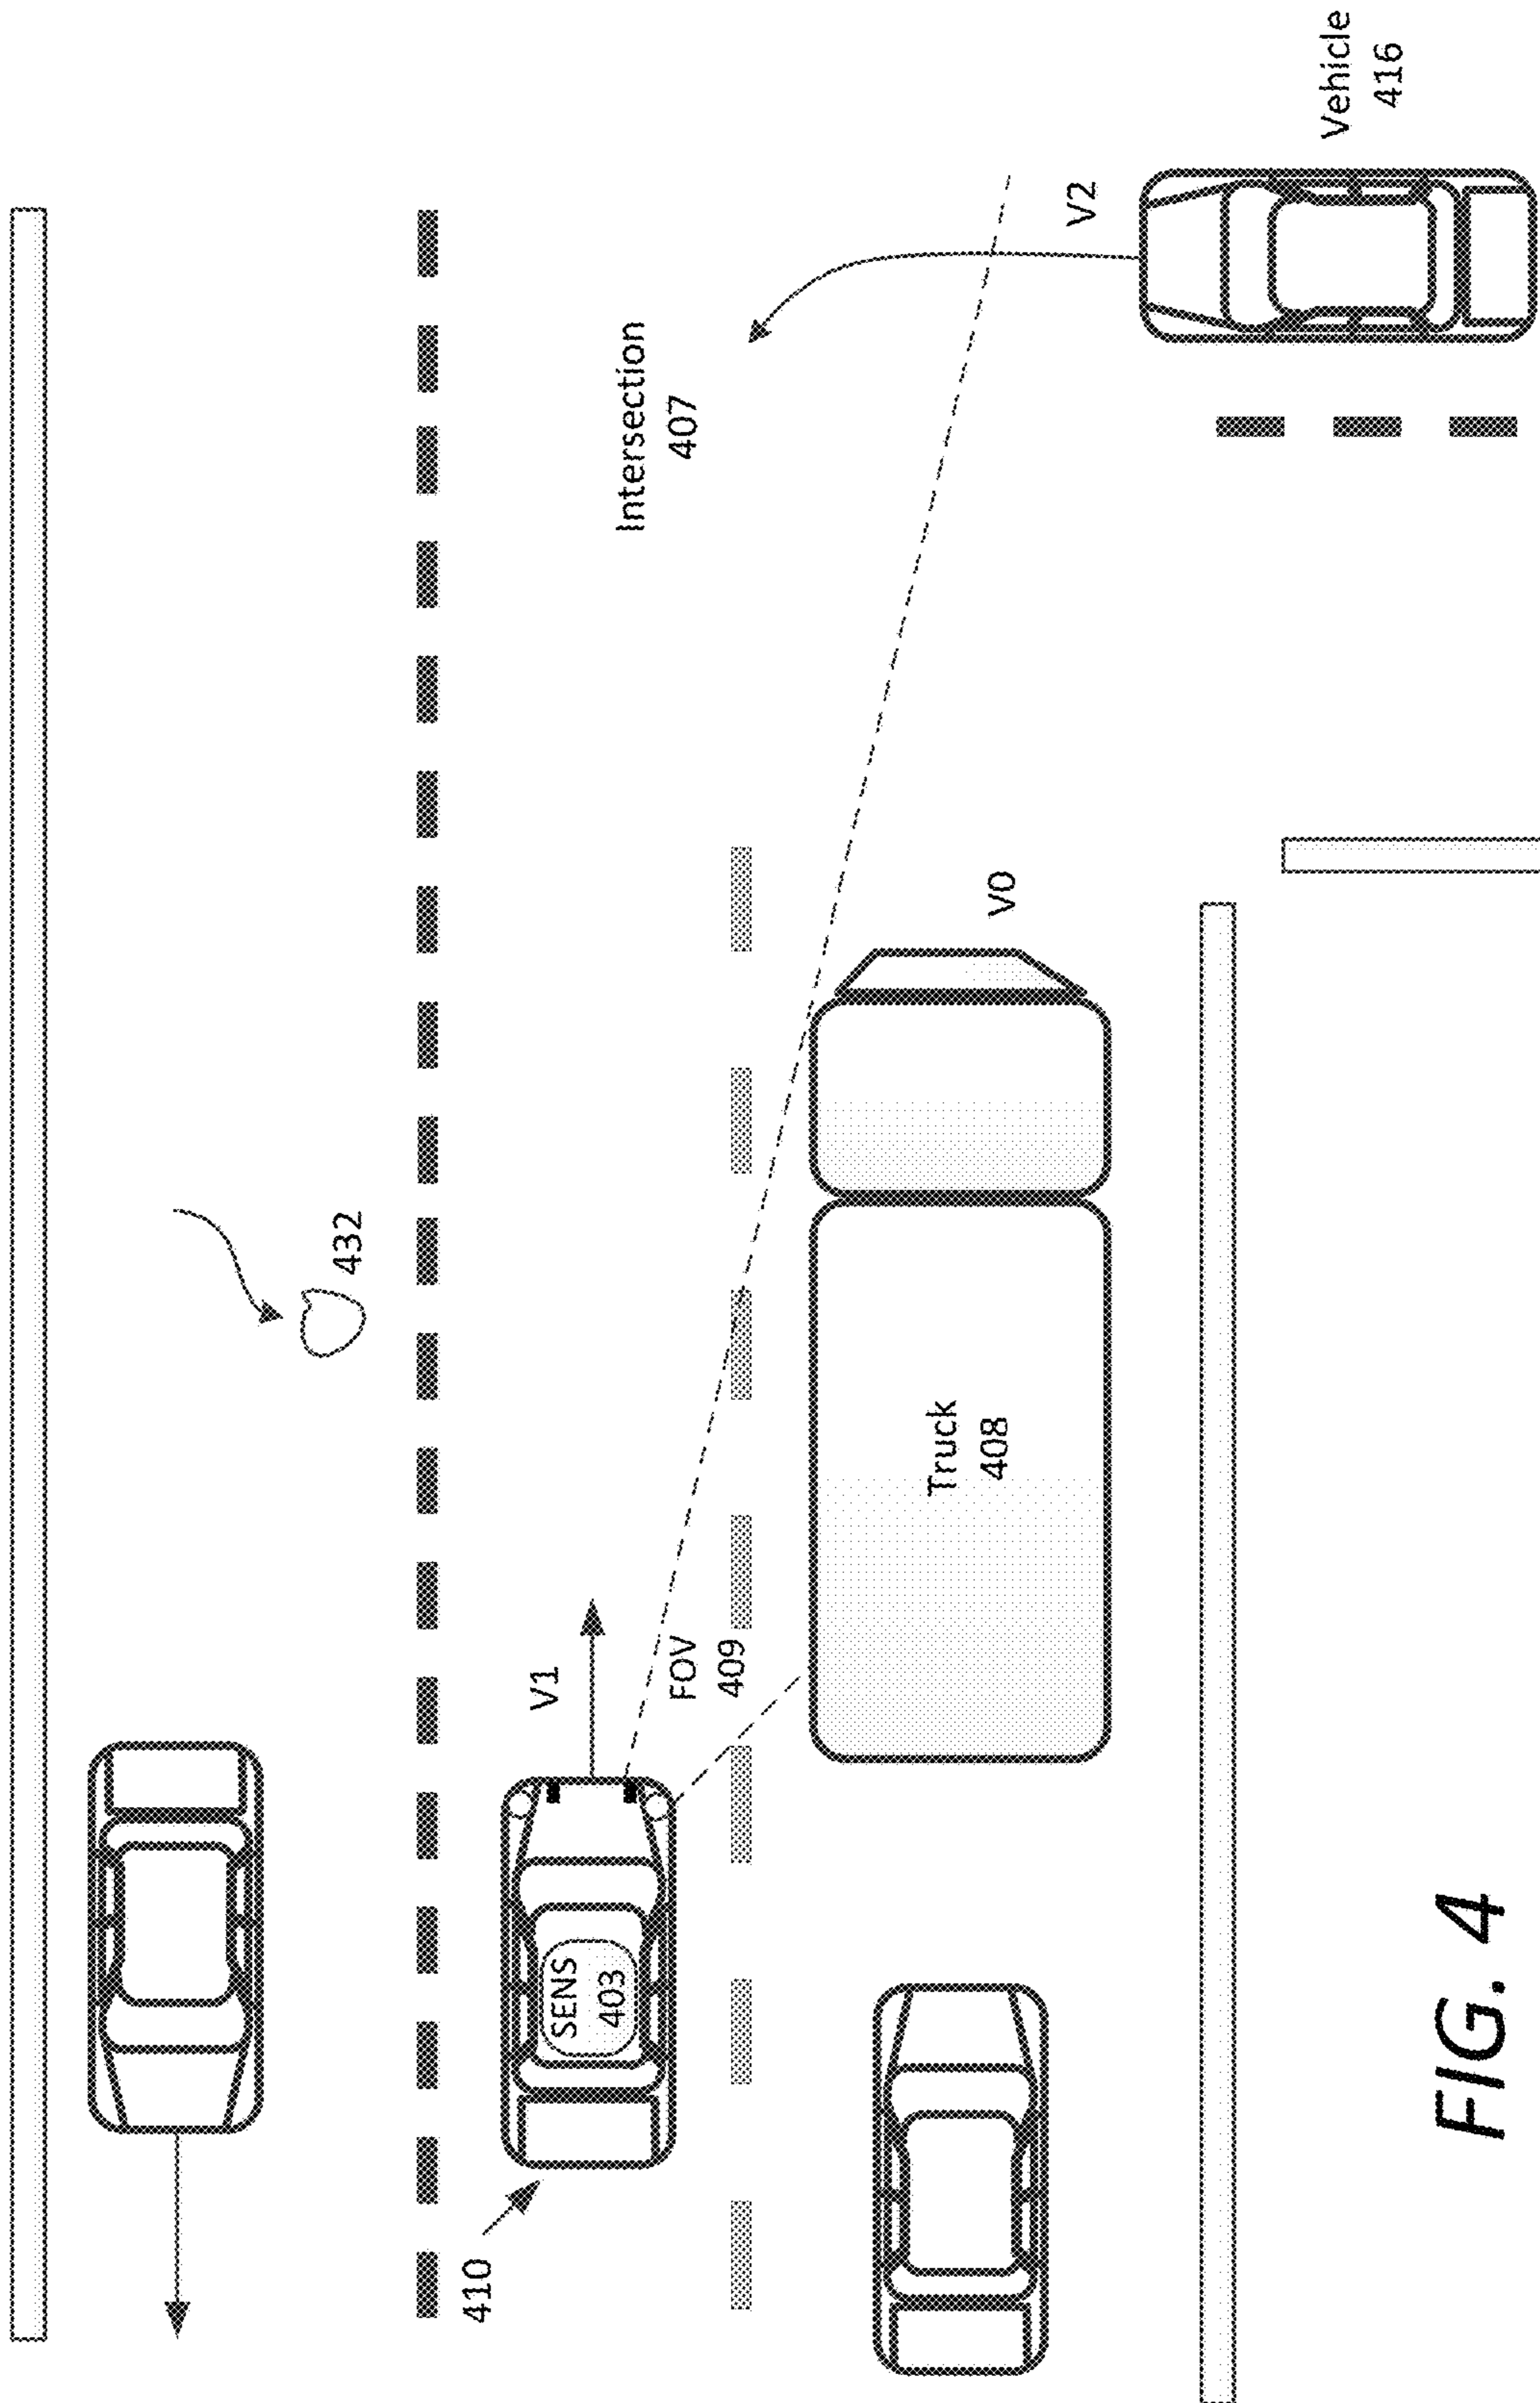 432
Intersection
407
V2
Vehicle
416
V0
V1
FOV
409
Truck
408
SENS
403
410
FIG. 4